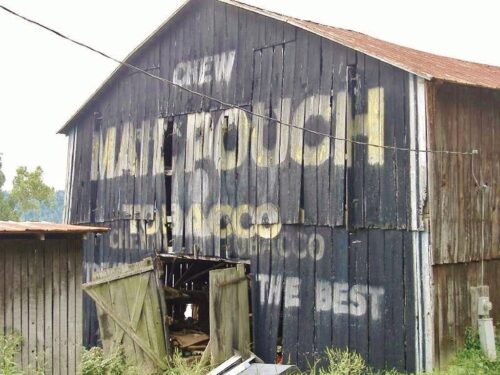 CHEW
MAIL POUCH
TOBACCO
THE BEST